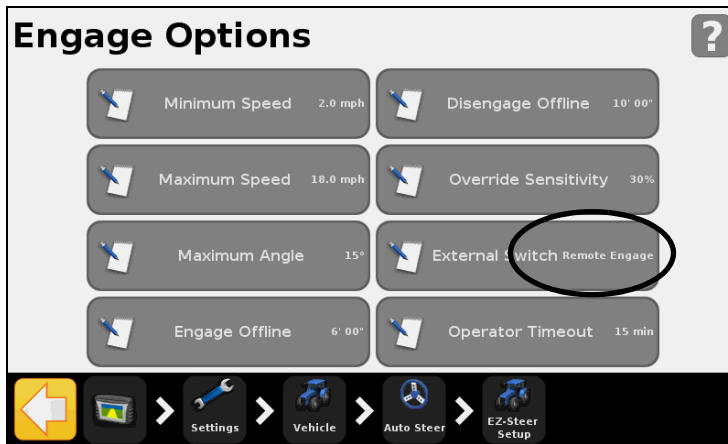 Engage Options
?
Minimum Speed 2.0 mph
Disengage Offline 10' 00"
Maximum Speed 18.0 mph
Override Sensitivity 30%
Maximum Angle 15°
External Switch Remote Engage
Engage Offline 6' 00"
Operator Timeout 15 min
Settings
Vehicle
Auto Steer
EZ-Steer
Setup